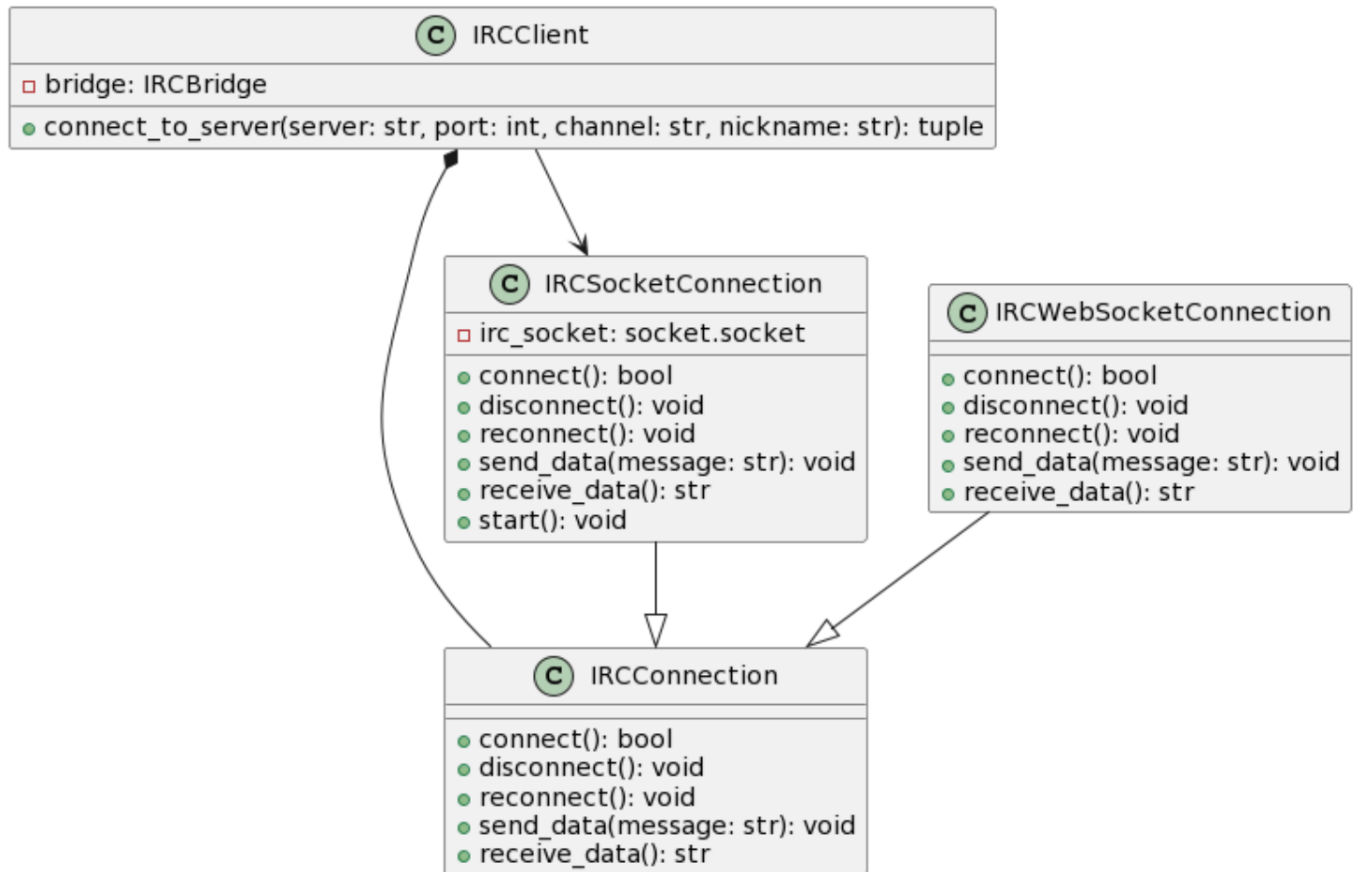 C IRCClient
bridge: IRCBridge
connect_to_server(server: str, port: int, channel: str, nickname: str): tuple
C IRCSocketConnection
irc_socket: socket.socket
connect(): bool
disconnect(): void
reconnect(): void
send_data(message: str): void
receive_data(): str
start(): void
C IRCWebSocketConnection
connect(): bool
disconnect(): void
reconnect(): void
send_data(message: str): void
receive_data(): str
C IRCConnection
connect(): bool
disconnect(): void
reconnect(): void
send_data(message: str): void
receive_data(): str